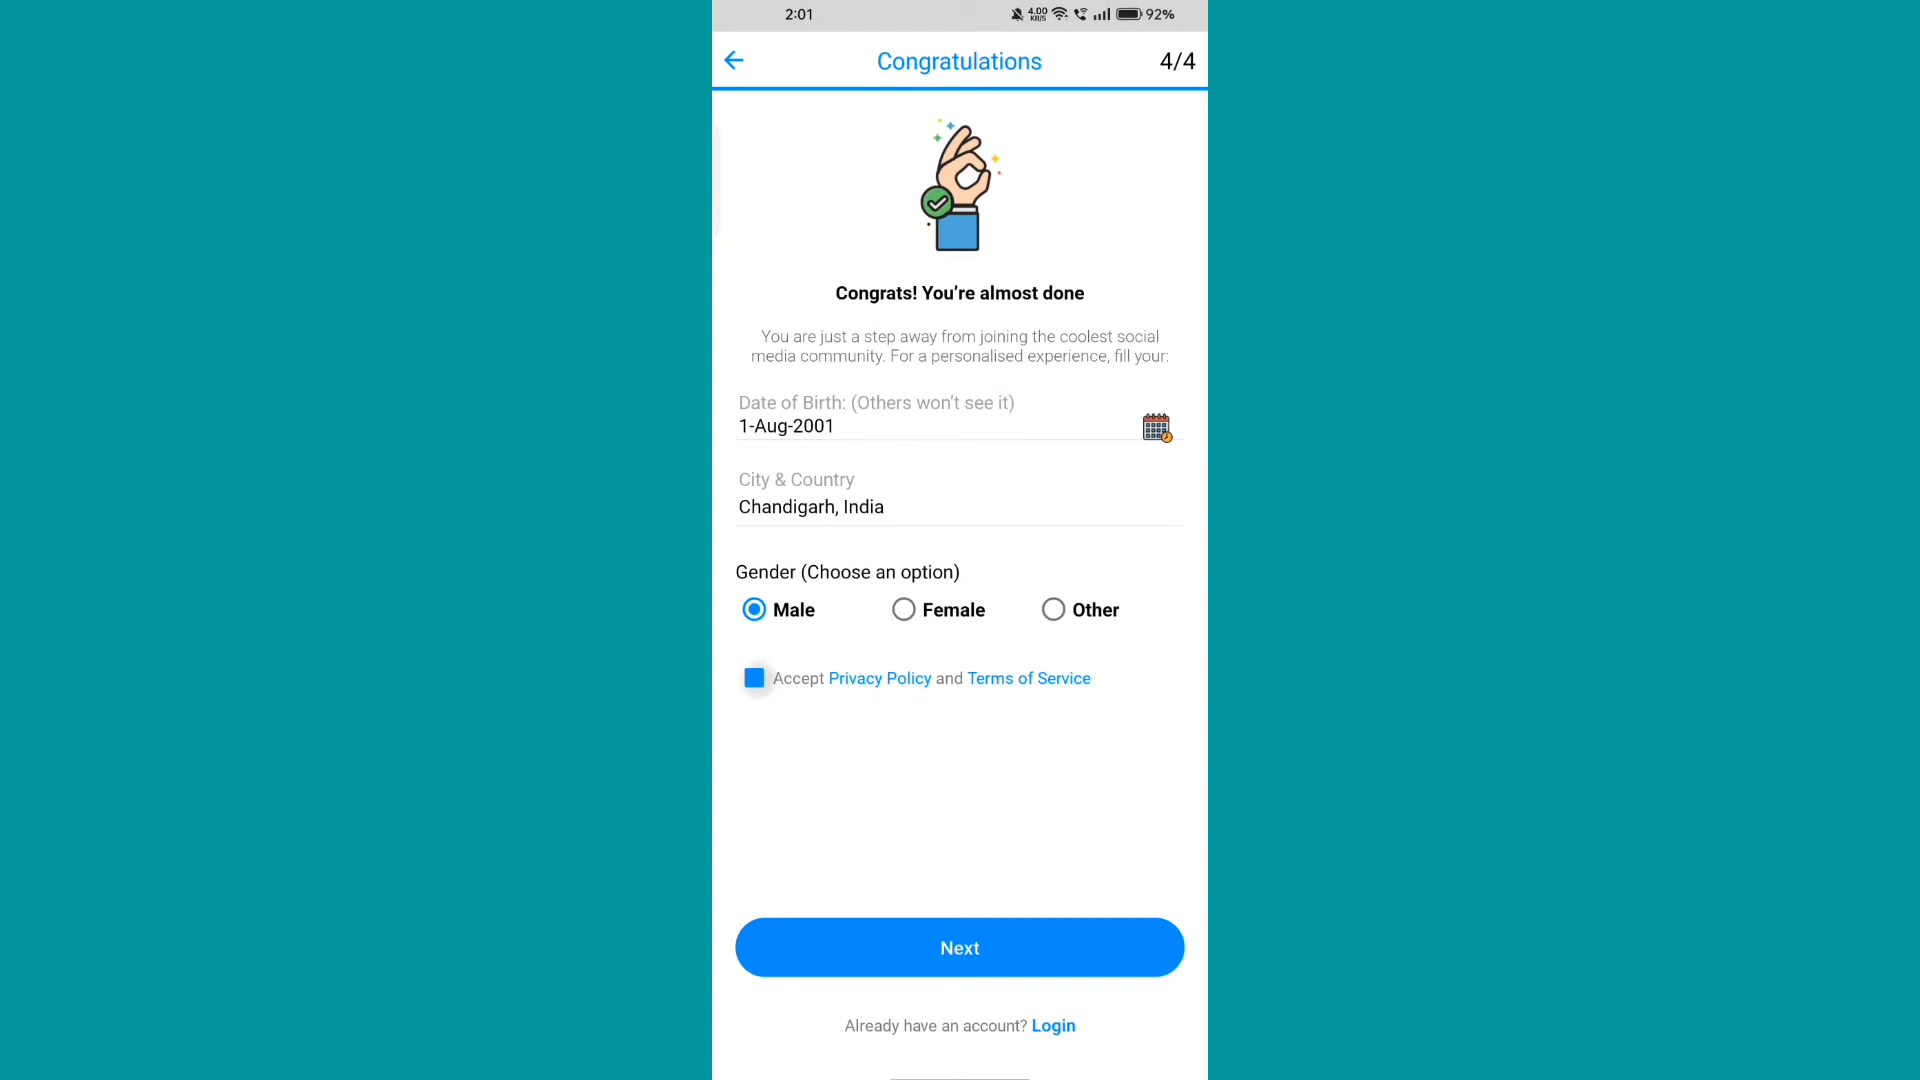 2:01
4.00 KB/S
92%
Congratulations
4/4
Congrats! You’re almost done
You are just a step away from joining the coolest social
media community. For a personalised experience, fill your:
Date of Birth: (Others won’t see it)
1-Aug-2001
City & Country
Chandigarh, India
Gender (Choose an option)
Male Female Other
Accept Privacy Policy and Terms of Service
Next
Already have an account? Login